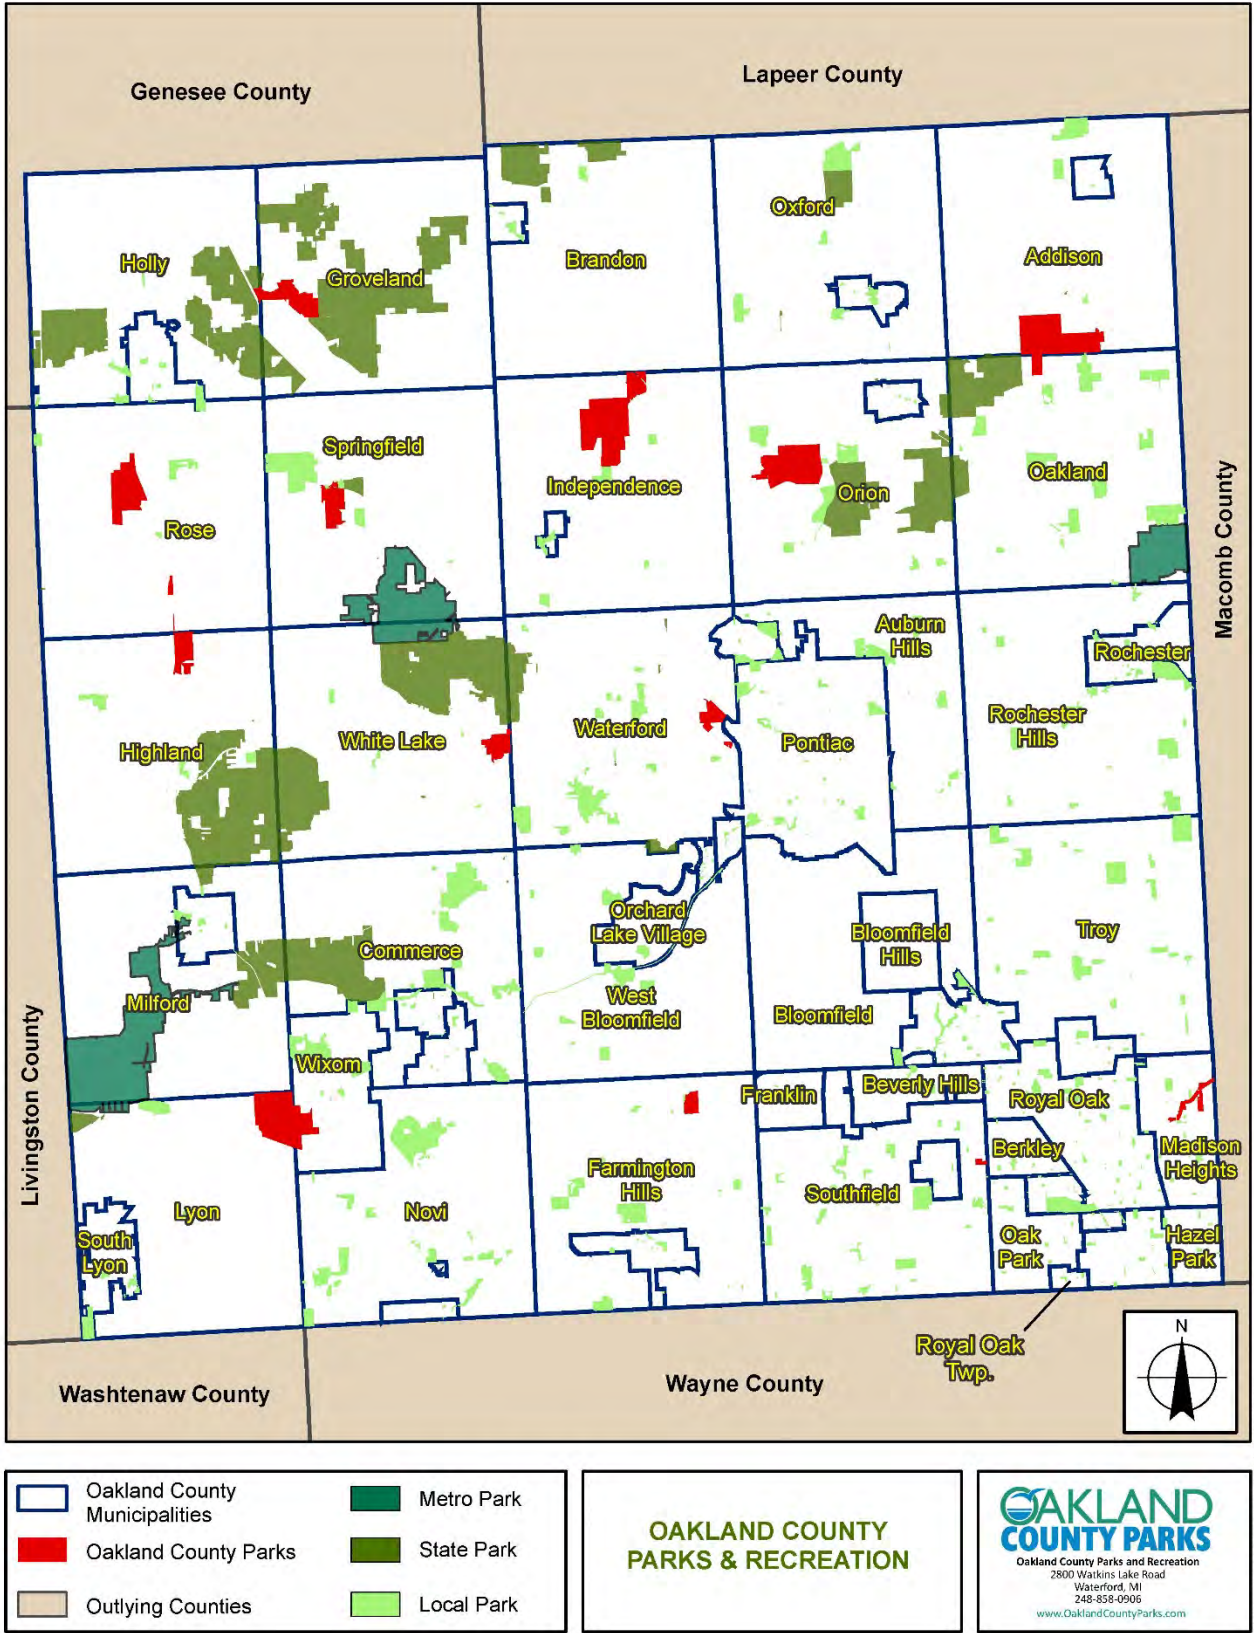 Genesee County
Lapeer County
Oxford
Holly
Groveland
Brandon
Addison
Springfield
Independence
Orion
Oakland
Rose
Macomb County
Auburn
Hills
Rochester
Highland
White Lake
Waterford
Pontiac
Rochester
Hills
Orchard
Lake Village
Commerce
Bloomfield
Hills
Troy
Milford
West
Bloomfield
Bloomfield
Livingston County
Wixom
Franklin
Beverly Hills
Royal Oak
Berkley
Madison
Heights
Farmington
Hills
Southfield
Lyon
Novi
South
Lyon
Oak
Park
Hazel
Park
Royal Oak
Twp.
N
Washtenaw County
Wayne County
Oakland County
Municipalities
Oakland County Parks
Outlying Counties
Metro Park
State Park
Local Park
OAKLAND COUNTY
PARKS & RECREATION
OAKLAND
COUNTY PARKS
Oakland County Parks and Recreation
2800 Watkins Lake Road
Waterford, MI
248-858-0906
www.OaklandCountyParks.com